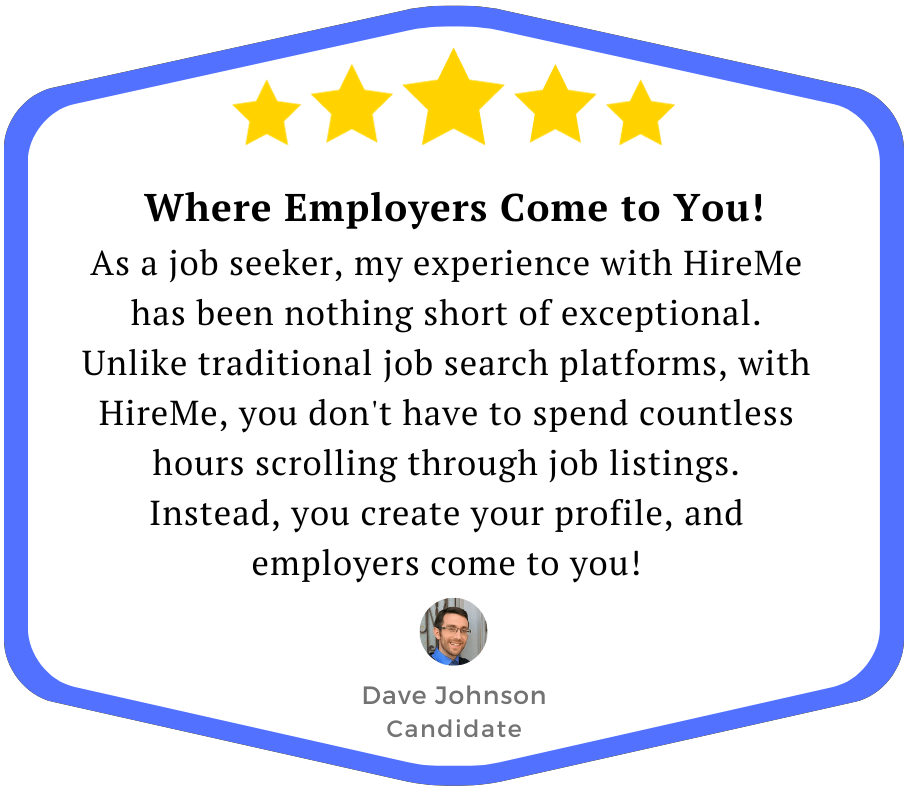 Where Employers Come to You!
As a job seeker, my experience with HireMe
has been nothing short of exceptional.
Unlike traditional job search platforms, with
HireMe, you don't have to spend countless
hours scrolling through job listings.
Instead, you create your profile, and
employers come to you!
Dave Johnson
Candidate